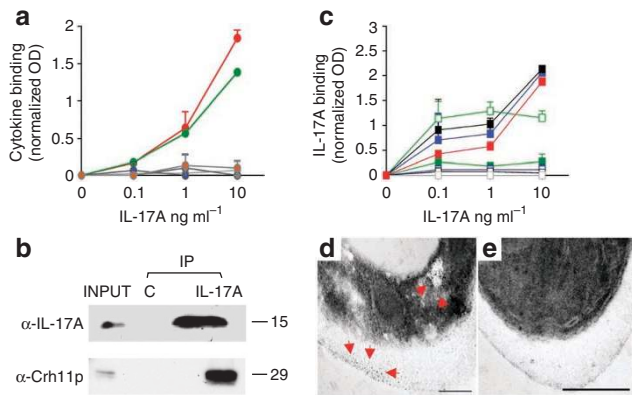 a
2
1.5
1
0.5
0
Cytokine binding
(normalized OD)
0 0.1 1 10
IL-17A ng ml⁻¹
c
2.5
2
1.5
1
0.5
0
IL-17A binding
(normalized OD)
0 0.1 1 10
IL-17A ng ml⁻¹
b
IP
INPUT C IL-17A
α-IL-17A
15
α-Crh11p
29
d
e